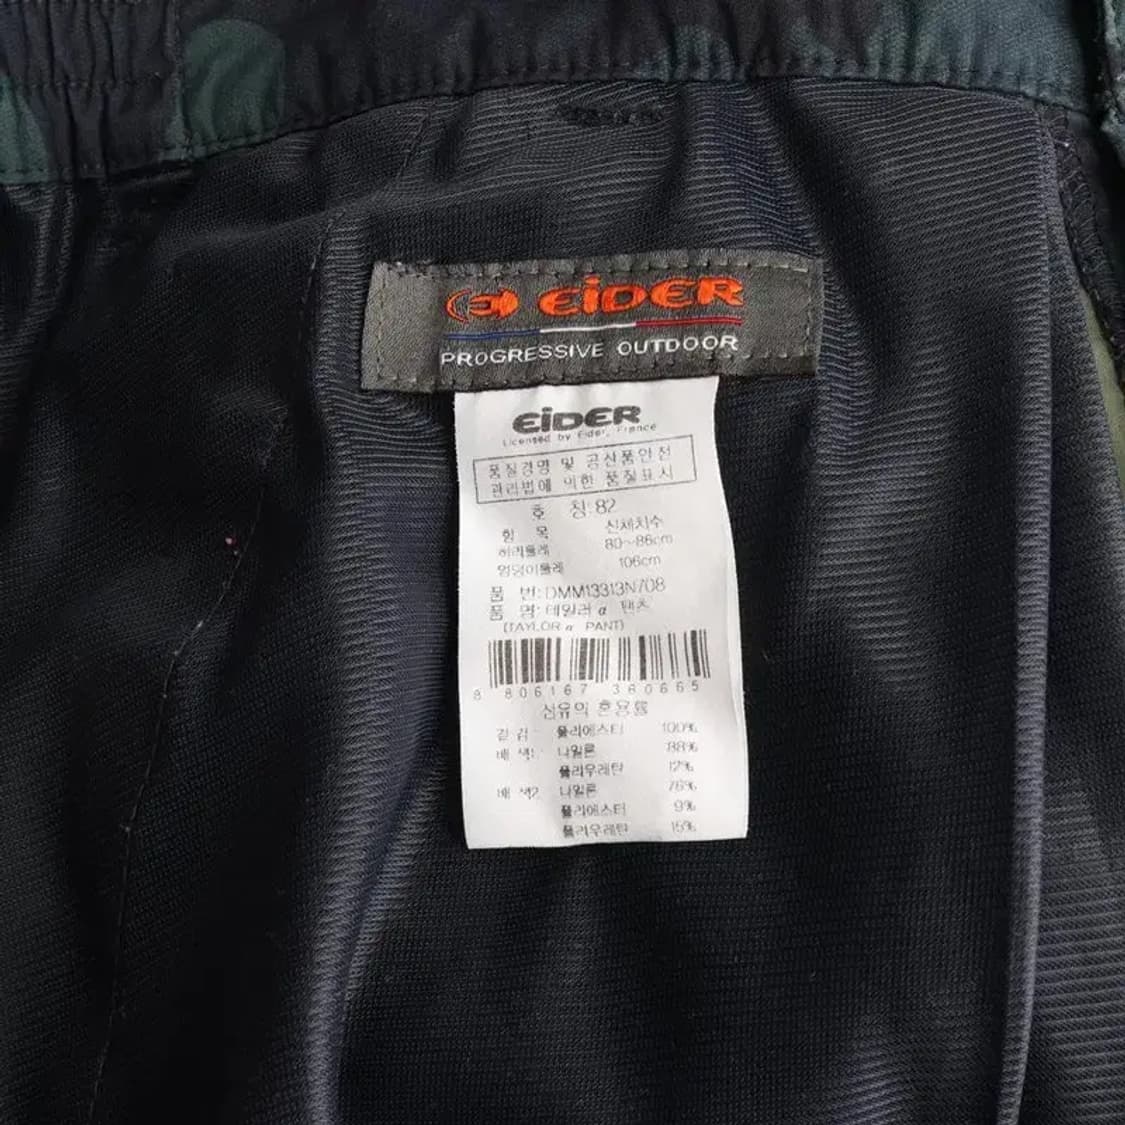 EiDER
PROGRESSIVE OUTDOOR
EiDER
Licensed by Eider, France
품질경영 및 공산품안전
관리법에 의한 품질표시
호 칭:82
항 목 신체치수
허리둘레 80~86cm
엉덩이둘레 106cm
품 번:DMM13313N708
품 명:테일러 α 팬츠
(TAYLOR α PANT)
8 806167 360665
섬유의 혼용률
겉 감: 폴리에스터 100%
배 색1: 나일론 88%
폴리우레탄 12%
배 색2: 나일론 76%
폴리에스터 9%
폴리우레탄 15%